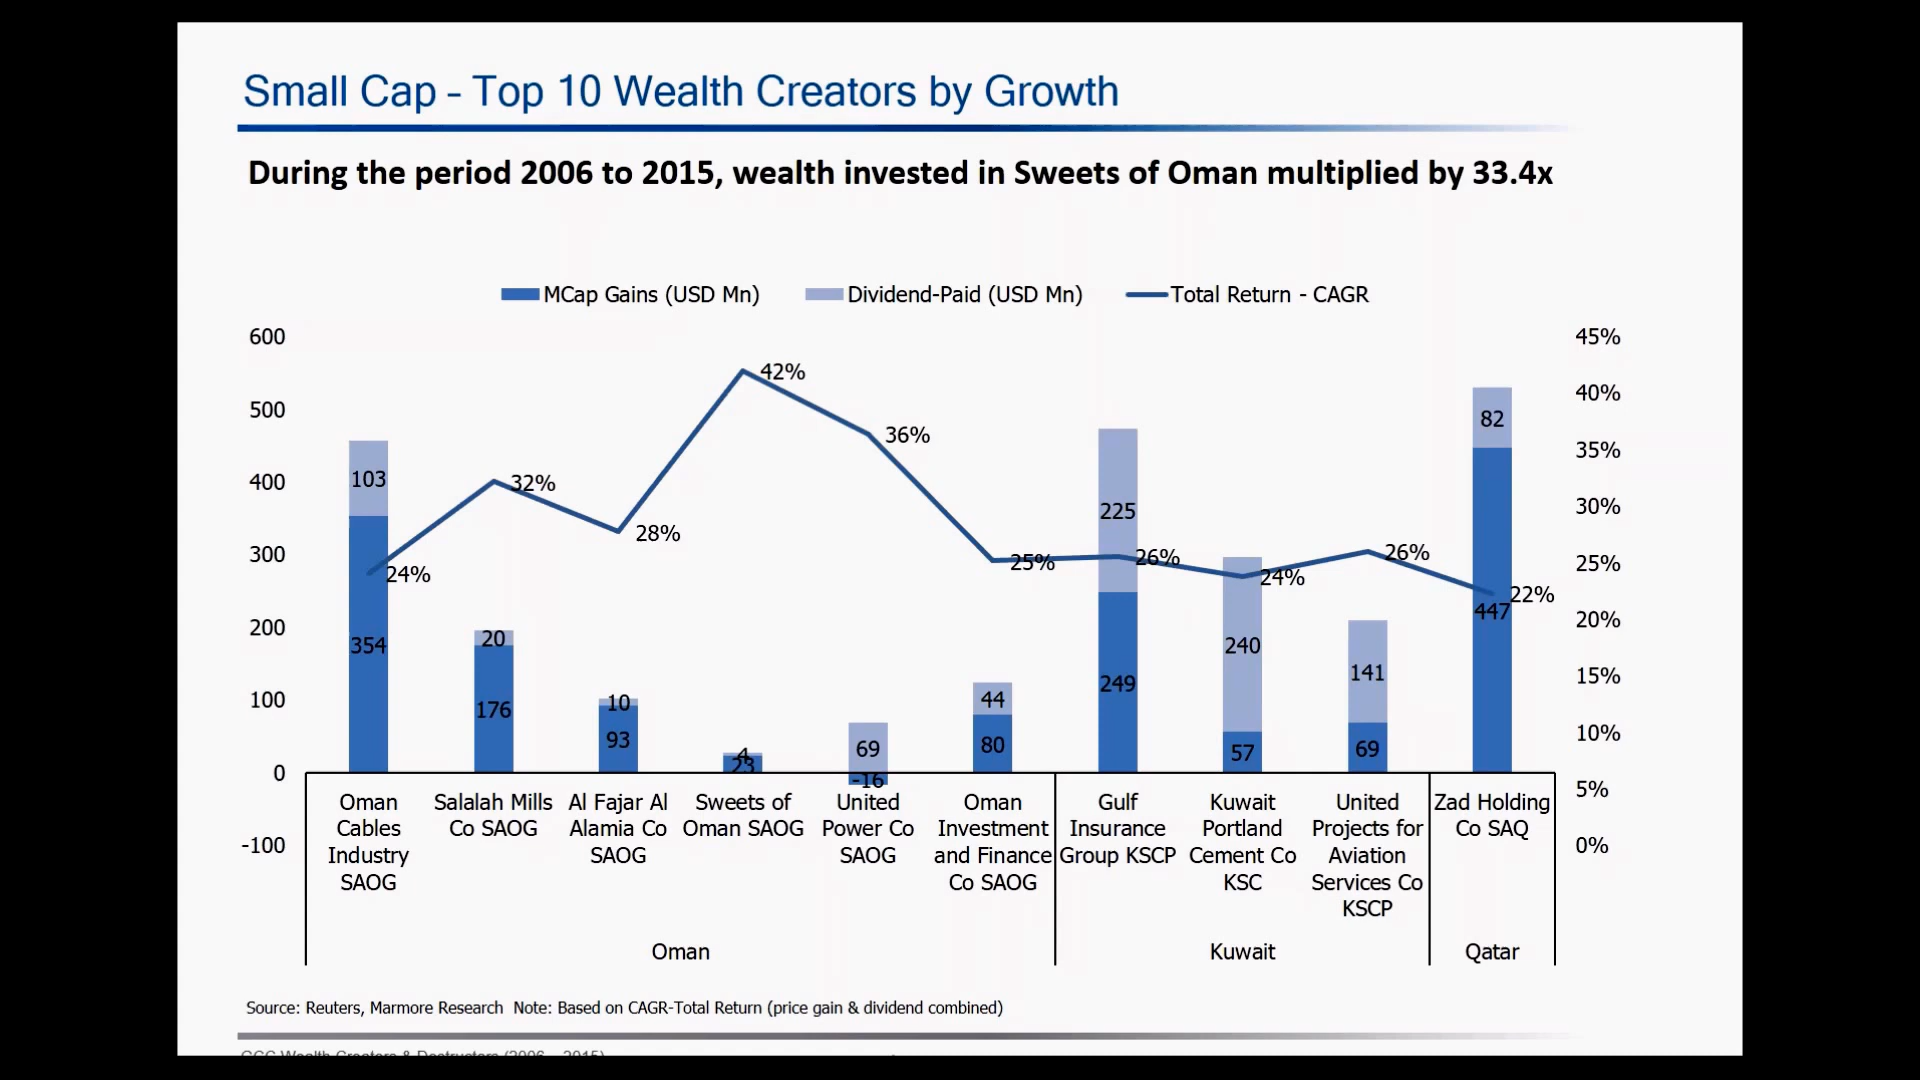 Small Cap – Top 10 Wealth Creators by Growth
During the period 2006 to 2015, wealth invested in Sweets of Oman multiplied by 33.4x
MCap Gains (USD Mn) Dividend-Paid (USD Mn) Total Return - CAGR
600
500
400
300
200
100
0
-100
45%
40%
35%
30%
25%
20%
15%
10%
5%
0%
103
354
24%
20
176
32%
10
93
28%
4
23
42%
69
-16
36%
44
80
25%
225
249
26%
240
57
24%
141
69
26%
82
447
22%
Oman
Cables
Industry
SAOG
Salalah Mills
Co SAOG
Al Fajar Al
Alamia Co
SAOG
Sweets of
Oman SAOG
United
Power Co
SAOG
Oman
Investment
and Finance
Co SAOG
Gulf
Insurance
Group KSCP
Kuwait
Portland
Cement Co
KSC
United
Projects for
Aviation
Services Co
KSCP
Zad Holding
Co SAQ
Oman
Kuwait
Qatar
Source: Reuters, Marmore Research Note: Based on CAGR-Total Return (price gain & dividend combined)
GCC Wealth Creators & Destructors (2006 – 2015)